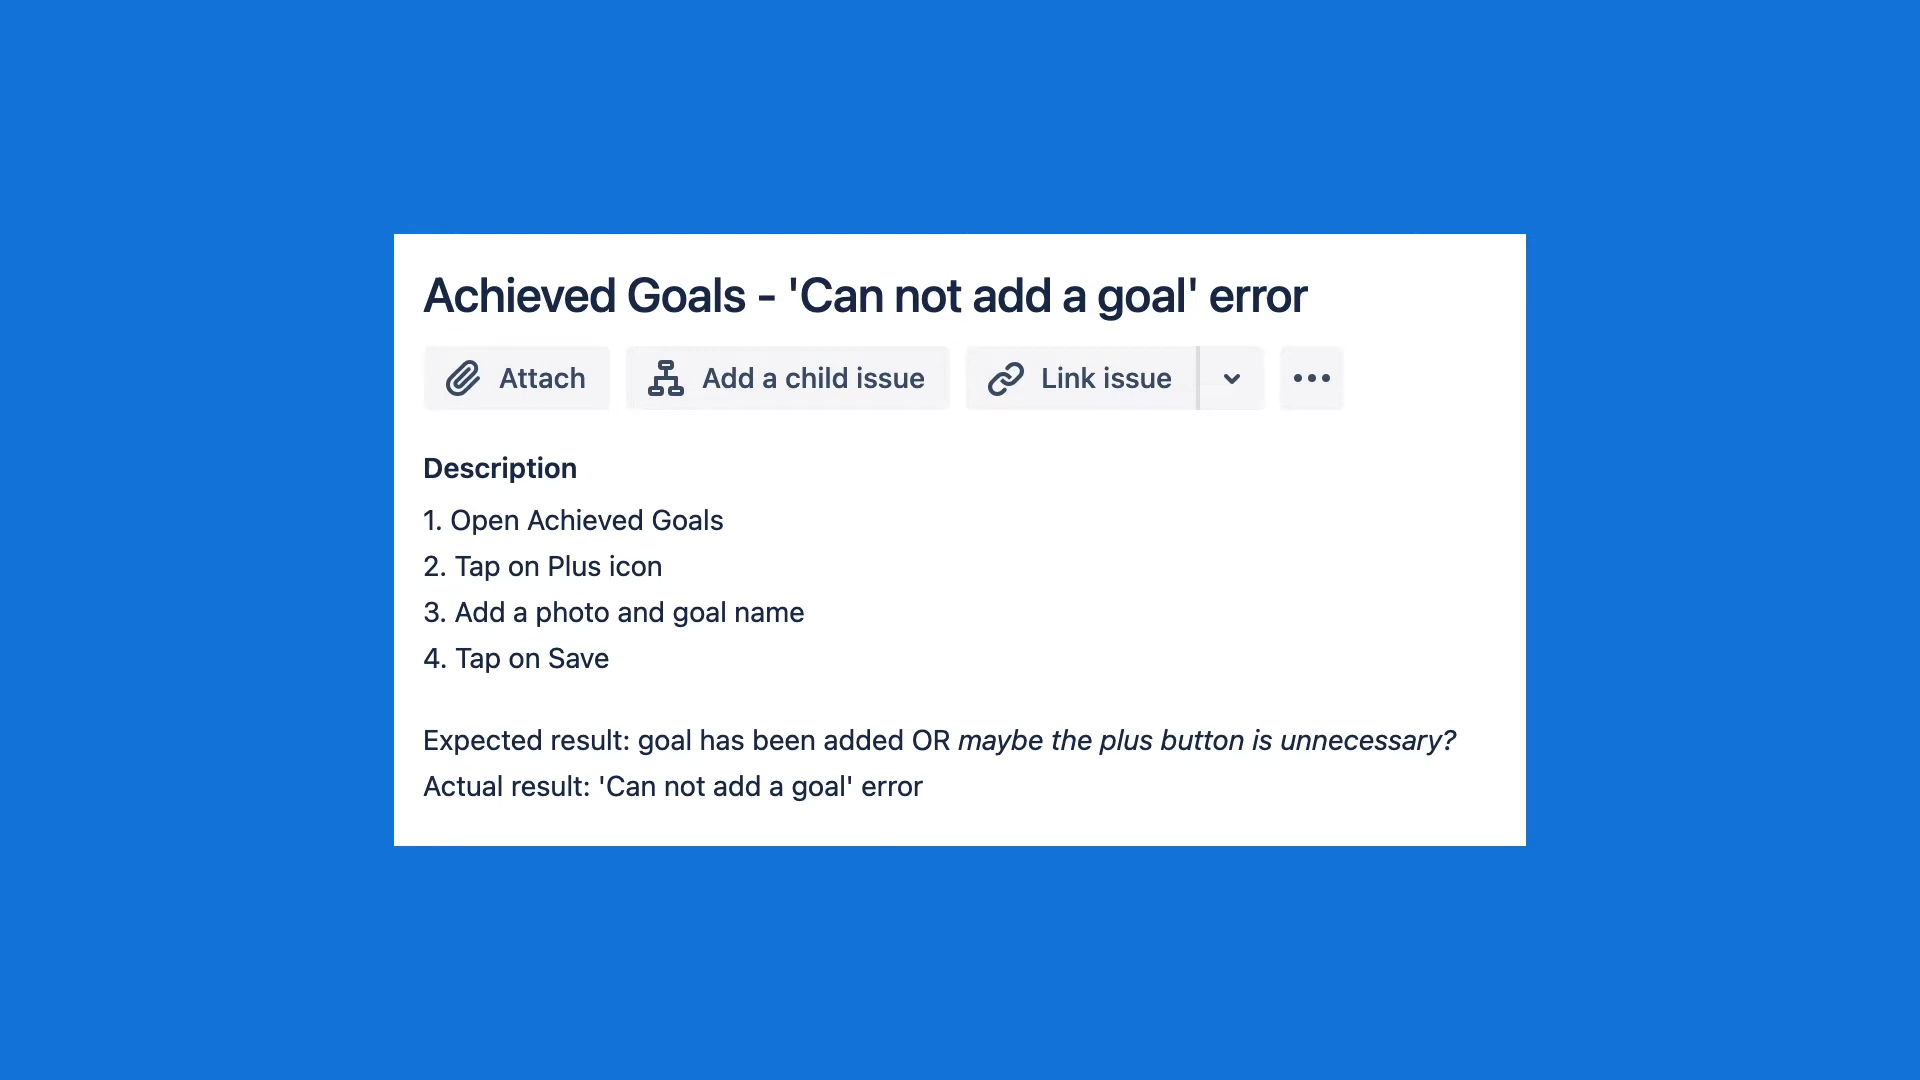 Achieved Goals - 'Can not add a goal' error
Attach
Add a child issue
Link issue
Description
1. Open Achieved Goals
2. Tap on Plus icon
3. Add a photo and goal name
4. Tap on Save
Expected result: goal has been added OR maybe the plus button is unnecessary?
Actual result: 'Can not add a goal' error